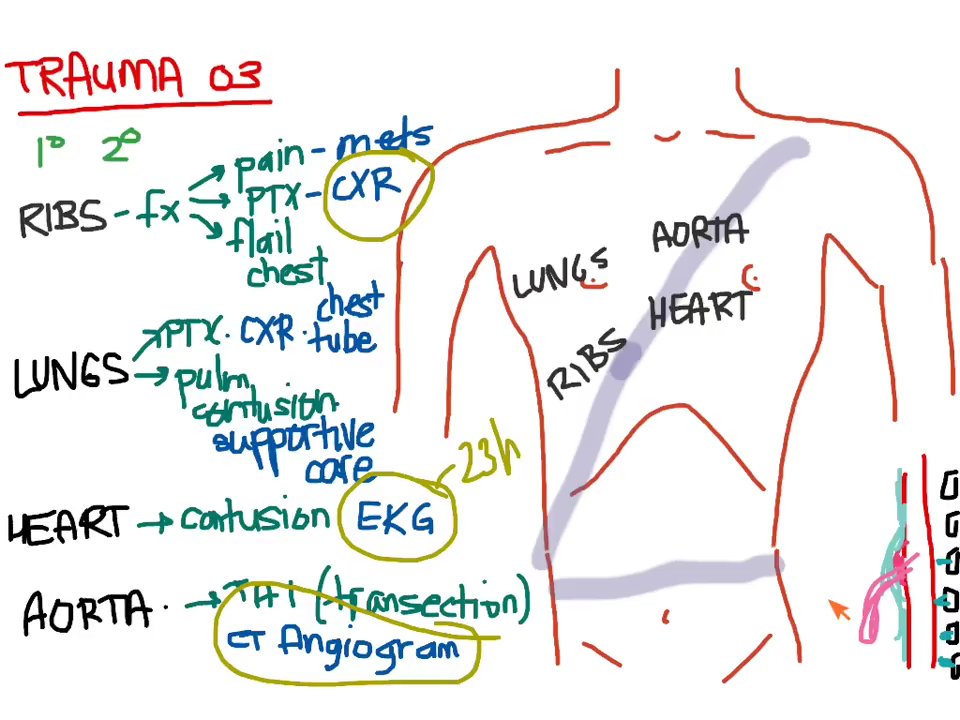 TRAUMA 03
1° 2°
RIBS - fx
pain - mets
PTX - CXR
flail
chest
LUNGS
PTX · CXR · chest
tube
pulm
contusion
supportive
care
HEART → contusion EKG
23h
AORTA · → TAI (transection)
CT Angiogram
LUNGS
AORTA
HEART
RIBS